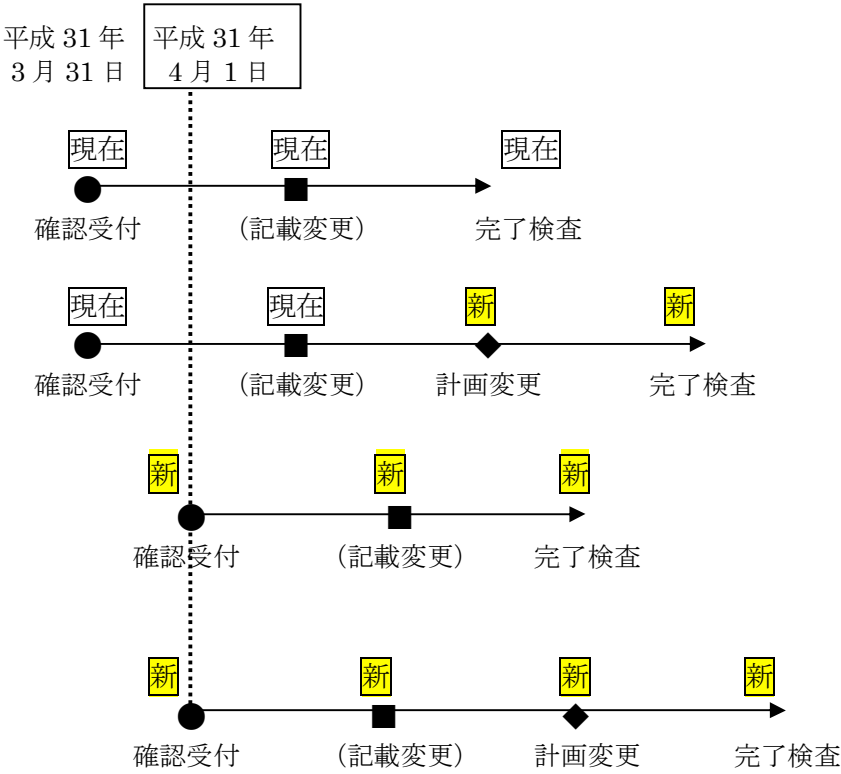 平成 31 年
3 月 31 日
平成 31 年
4 月 1 日
現在 現在 現在
確認受付 (記載変更) 完了検査
現在 現在 新 新
確認受付 (記載変更) 計画変更 完了検査
新 新 新
確認受付 (記載変更) 完了検査
新 新 新 新
確認受付 (記載変更) 計画変更 完了検査